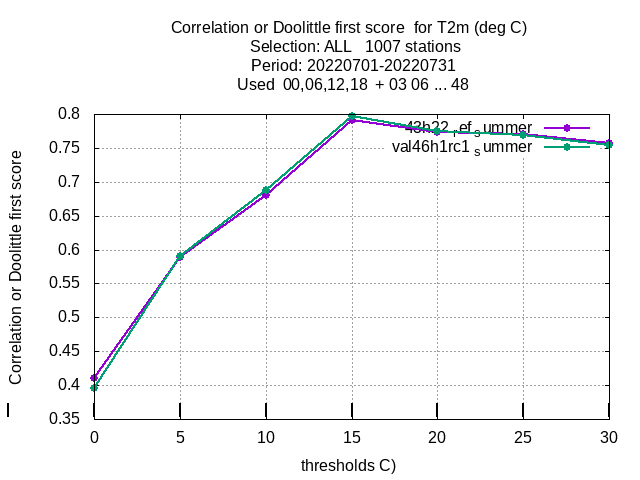 Correlation or Doolittle first score for T2m (deg C)
Selection: ALL 1007 stations
Period: 20220701-20220731
Used 00,06,12,18 + 03 06 ... 48
Correlation or Doolittle first score
0.8
0.75
0.7
0.65
0.6
0.55
0.5
0.45
0.4
0.35
43h22ref summer
val46h1rc1 summer
0 5 10 15 20 25 30
thresholds C)